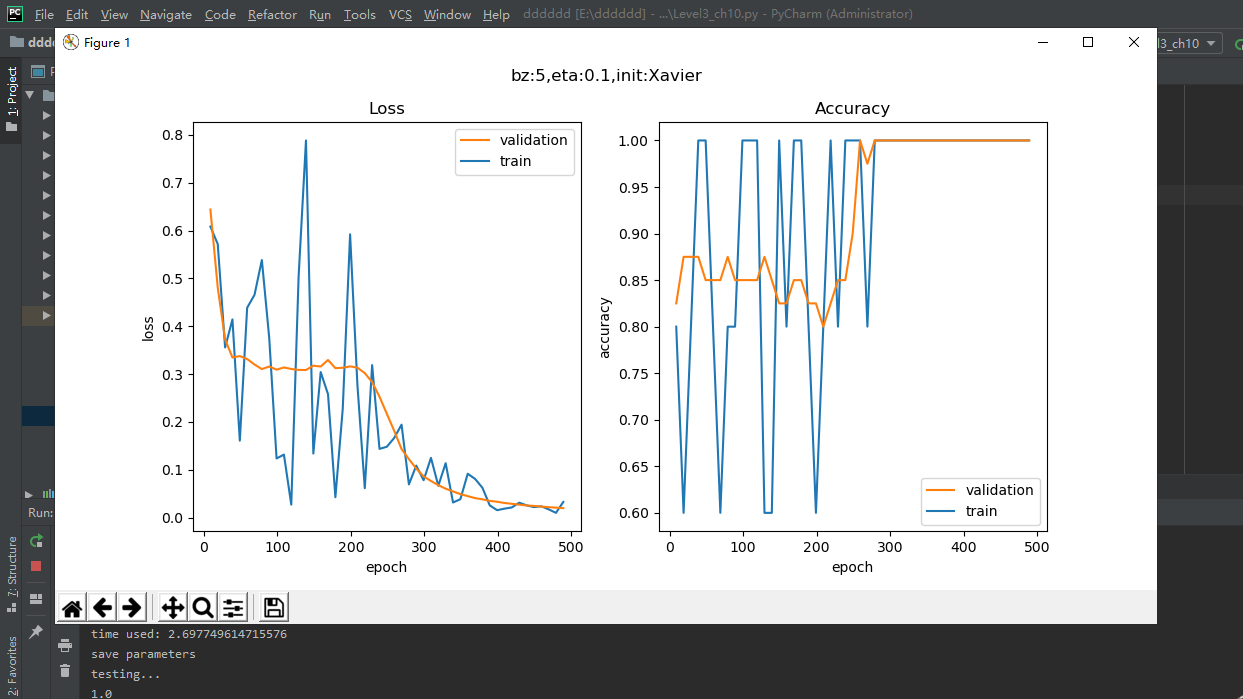 PC File Edit View Navigate Code Refactor Run Tools VCS Window Help dddddd [E:\dddddd] - ...\Level3_ch10.py - PyCharm (Administrator)
Figure 1
l3_ch10
1: Project
bz:5,eta:0.1,init:Xavier
Loss
validation
train
0.8
0.7
0.6
0.5
0.4
0.3
0.2
0.1
0.0
loss
0 100 200 300 400 500
epoch
Accuracy
1.00
0.95
0.90
0.85
0.80
0.75
0.70
0.65
0.60
accuracy
validation
train
0 100 200 300 400 500
epoch
Run:
7: Structure
2: Favorites
time used: 2.697749614715576
save parameters
testing...
1.0